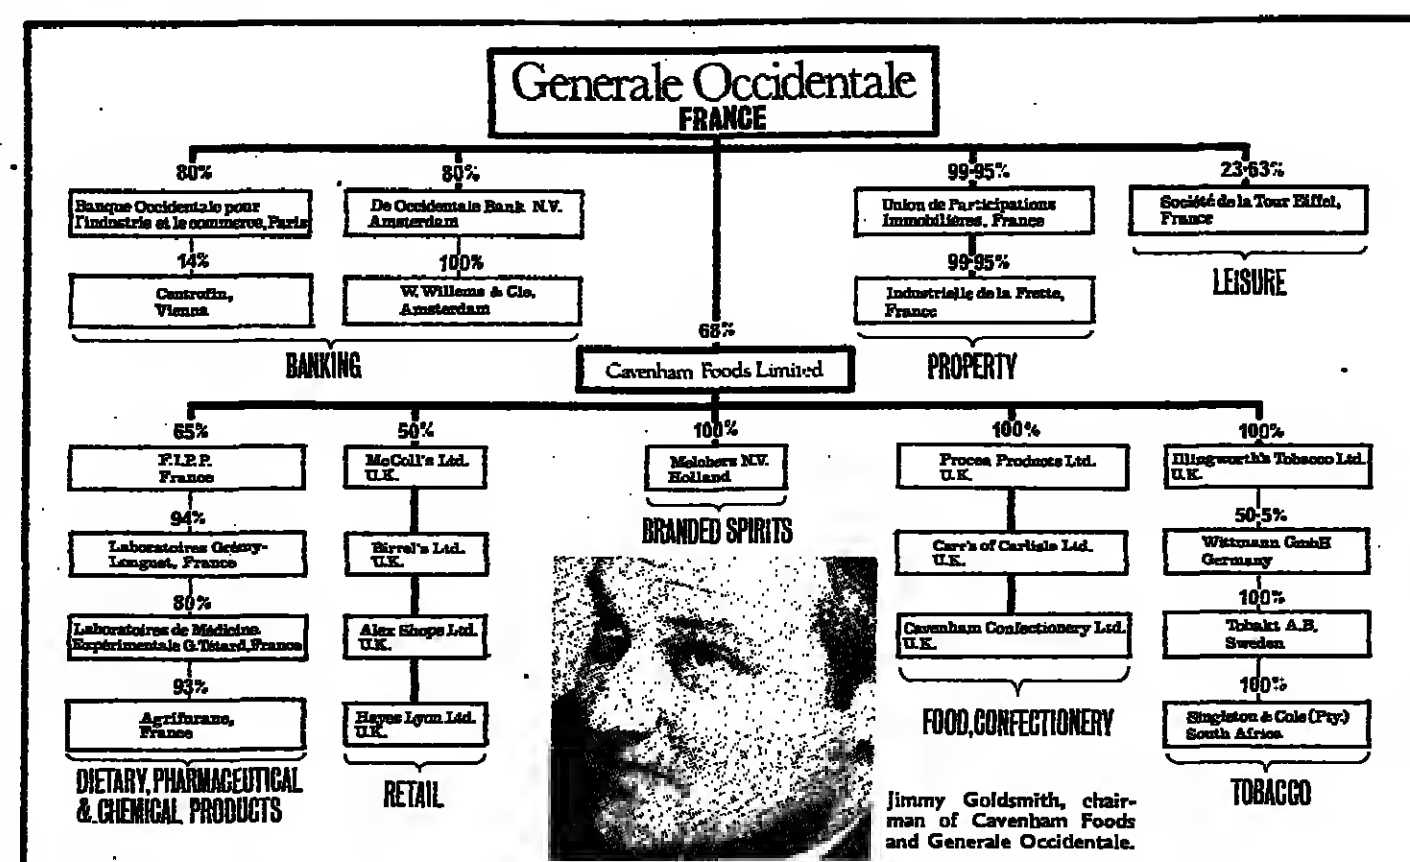 Generale Occidentale
FRANCE
80%
Banque Occidentale pour
l'industrie et le commerce, Paris
14%
Centrofin,
Vienna
80%
De Occidentale Bank N.V.
Amsterdam
100%
W. Willems & Cie,
Amsterdam
BANKING
99·95%
Union de Participations
Immobilières, France
99·95%
Industrielle de la Frette,
France
PROPERTY
23·63%
Société de la Tour Eiffel,
France
LEISURE
68%
Cavenham Foods Limited
65%
F.I.P.P.
France
94%
Laboratoires Grémy-
Longuet, France
80%
Laboratoires de Médicine
Expérimentale G. Tétard, France
93%
Agrifurane,
France
DIETARY, PHARMACEUTICAL
& CHEMICAL PRODUCTS
50%
McColl's Ltd.
U.K.
Birrel's Ltd.
U.K.
Alex Shops Ltd.
U.K.
Hayes Lyon Ltd.
U.K.
RETAIL
100%
Melchers N.V.
Holland
BRANDED SPIRITS
100%
Procea Products Ltd.
U.K.
Carr's of Carlisle Ltd.
U.K.
Cavenham Confectionery Ltd.
U.K.
FOOD, CONFECTIONERY
100%
Illingworth's Tobacco Ltd.
U.K.
50·5%
Wittmann GmbH
Germany
100%
Tobakt A.B.
Sweden
100%
Singleton & Cole (Pty.)
South Africa
TOBACCO
Jimmy Goldsmith, chair-
man of Cavenham Foods
and Generale Occidentale.